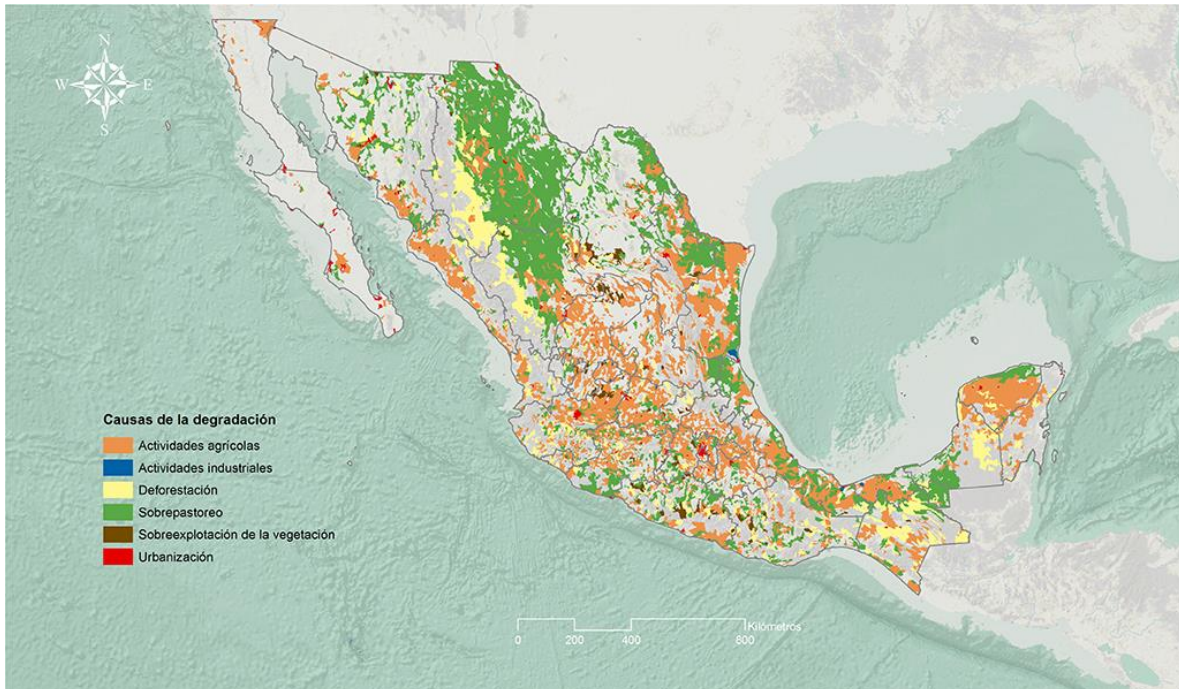 N
W E
S
Causas de la degradación
Actividades agrícolas
Actividades industriales
Deforestación
Sobrepastoreo
Sobreexplotación de la vegetación
Urbanización
Kilómetros
0 200 400 800